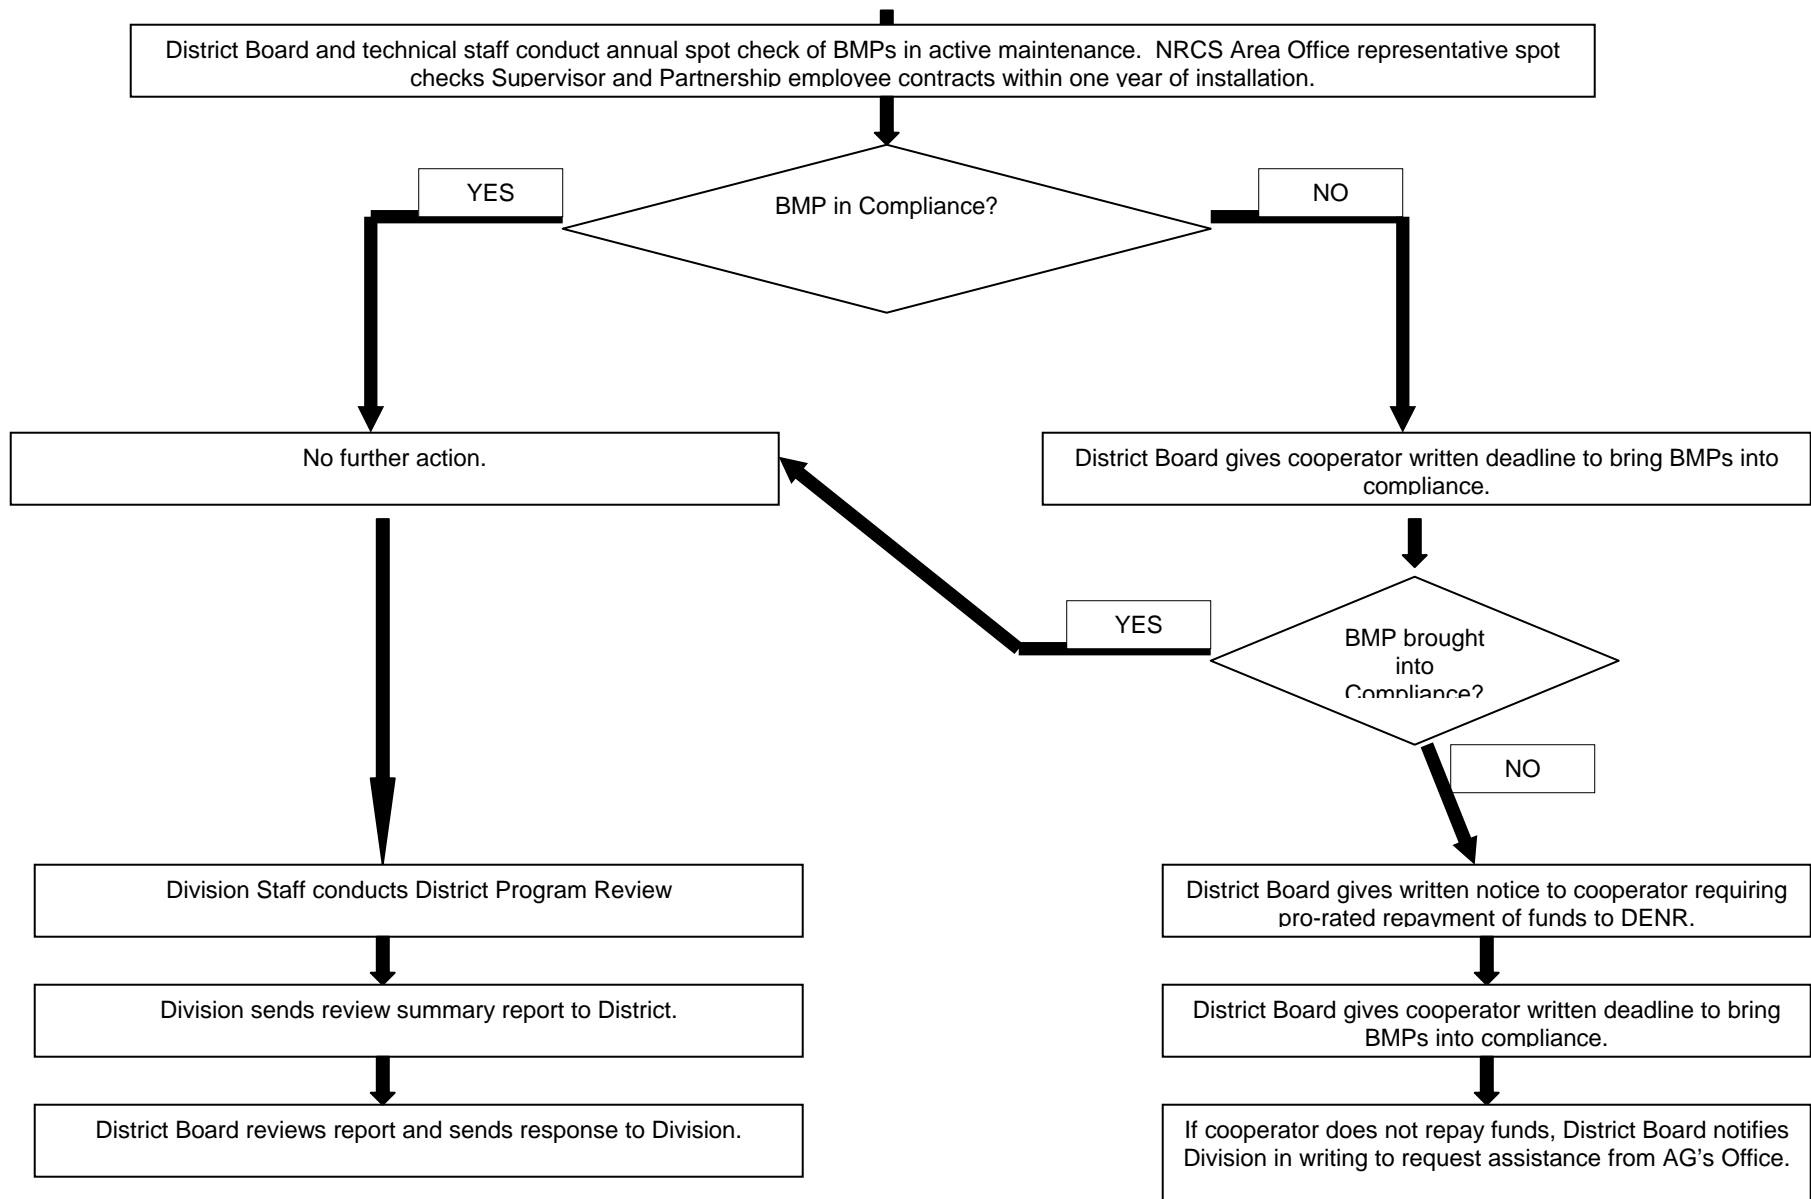 District Board and technical staff conduct annual spot check of BMPs in active maintenance.  NRCS Area Office representative spot
checks Supervisor and Partnership employee contracts within one year of installation.
YES
BMP in Compliance?
NO
No further action.
District Board gives cooperator written deadline to bring BMPs into
compliance.
YES
BMP brought
into
Compliance?
NO
Division Staff conducts District Program Review
District Board gives written notice to cooperator requiring
pro-rated repayment of funds to DENR.
Division sends review summary report to District.
District Board gives cooperator written deadline to bring
BMPs into compliance.
District Board reviews report and sends response to Division.
If cooperator does not repay funds, District Board notifies
Division in writing to request assistance from AG’s Office.